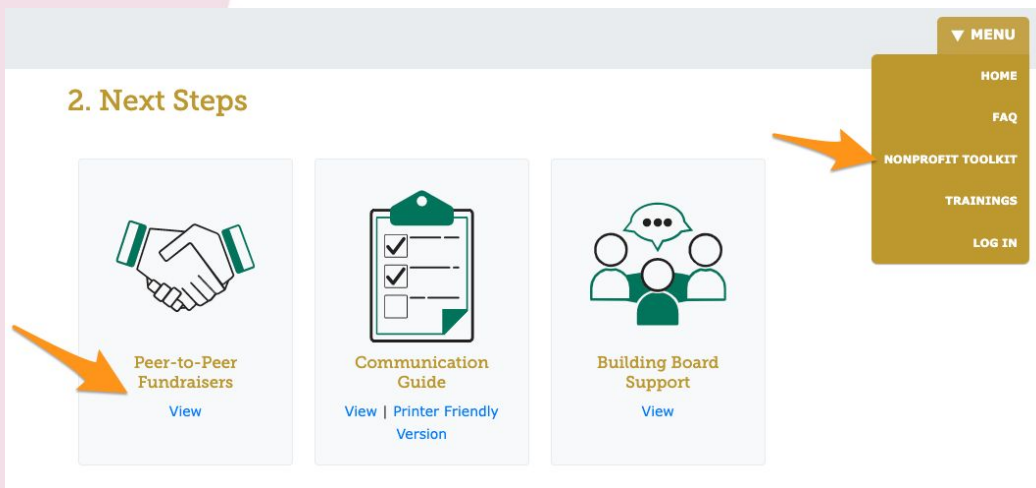 ▼ MENU
HOME
FAQ
NONPROFIT TOOLKIT
TRAININGS
LOG IN
2. Next Steps
Peer-to-Peer
Fundraisers
View
Communication
Guide
View | Printer Friendly
Version
Building Board
Support
View